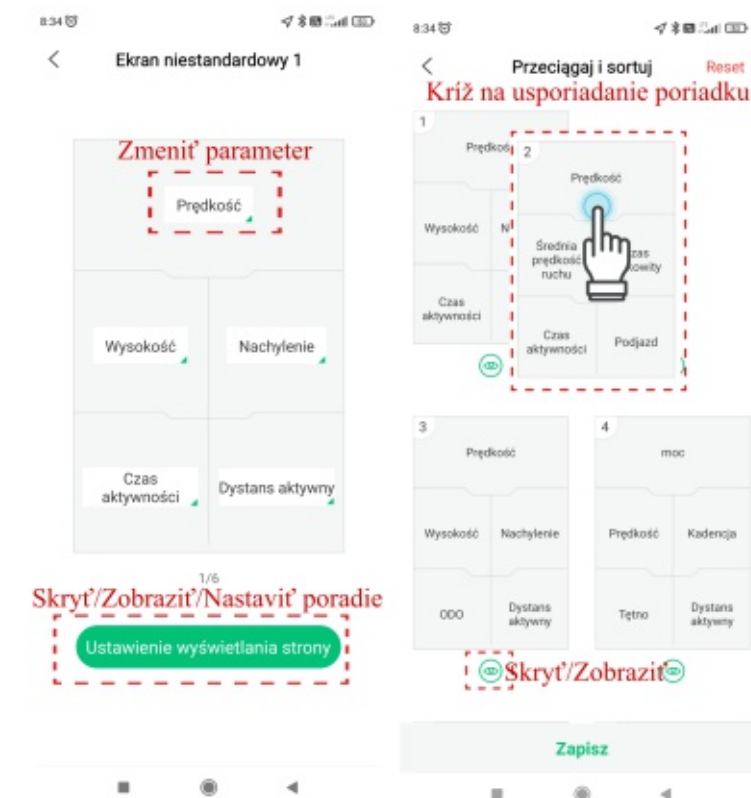 8:34
Ekran niestandardowy 1
Zmeniť parameter
Prędkość
Wysokość
Nachylenie
Czas
aktywności
Dystans aktywny
1/6
Skryť/Zobraziť/Nastaviť poradie
Ustawienie wyświetlania strony
8:34
Przeciągaj i sortuj
Reset
Kríž na usporiadanie poriadku
1
Prędkoś
Wysokość
N
Czas
aktywności
2
Prędkość
Średnia
prędkość
ruchu
zas
kowity
Czas
aktywności
Podjazd
3
Prędkość
Wysokość
Nachylenie
ODO
Dystans
aktywny
4
moc
Prędkość
Kadencja
Tętno
Dystans
aktywny
Skryť/Zobraziť
Zapisz